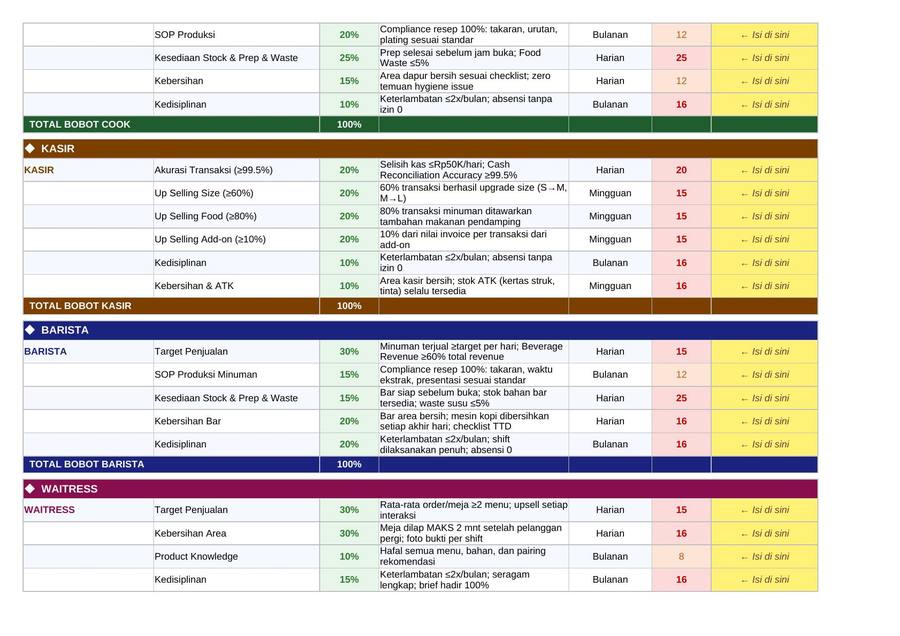 SOP Produksi 20% Compliance resep 100%: takaran, urutan, plating sesuai standar Bulanan 12 ← Isi di sini
Kesediaan Stock & Prep & Waste 25% Prep selesai sebelum jam buka; Food Waste ≤5% Harian 25 ← Isi di sini
Kebersihan 15% Area dapur bersih sesuai checklist; zero temuan hygiene issue Harian 12 ← Isi di sini
Kedisiplinan 10% Keterlambatan ≤2x/bulan; absensi tanpa izin 0 Bulanan 16 ← Isi di sini
TOTAL BOBOT COOK 100%
◆ KASIR
KASIR Akurasi Transaksi (≥99.5%) 20% Selisih kas ≤Rp50K/hari; Cash Reconciliation Accuracy ≥99.5% Harian 20 ← Isi di sini
Up Selling Size (≥60%) 20% 60% transaksi berhasil upgrade size (S→M, M→L) Mingguan 15 ← Isi di sini
Up Selling Food (≥80%) 20% 80% transaksi minuman ditawarkan tambahan makanan pendamping Mingguan 15 ← Isi di sini
Up Selling Add-on (≥10%) 20% 10% dari nilai invoice per transaksi dari add-on Mingguan 15 ← Isi di sini
Kedisiplinan 10% Keterlambatan ≤2x/bulan; absensi tanpa izin 0 Bulanan 16 ← Isi di sini
Kebersihan & ATK 10% Area kasir bersih; stok ATK (kertas struk, tinta) selalu tersedia Mingguan 16 ← Isi di sini
TOTAL BOBOT KASIR 100%
◆ BARISTA
BARISTA Target Penjualan 30% Minuman terjual ≥target per hari; Beverage Revenue ≥60% total revenue Harian 15 ← Isi di sini
SOP Produksi Minuman 15% Compliance resep 100%: takaran, waktu ekstrak, presentasi sesuai standar Bulanan 12 ← Isi di sini
Kesediaan Stock & Prep & Waste 15% Bar siap sebelum buka; stok bahan bar tersedia; waste susu ≤5% Harian 25 ← Isi di sini
Kebersihan Bar 20% Bar area bersih; mesin kopi dibersihkan setiap akhir hari; checklist TTD Harian 16 ← Isi di sini
Kedisiplinan 20% Keterlambatan ≤2x/bulan; shift dilaksanakan penuh; absensi 0 Bulanan 16 ← Isi di sini
TOTAL BOBOT BARISTA 100%
◆ WAITRESS
WAITRESS Target Penjualan 30% Rata-rata order/meja ≥2 menu; upsell setiap interaksi Harian 15 ← Isi di sini
Kebersihan Area 30% Meja dilap MAKS 2 mnt setelah pelanggan pergi; foto bukti per shift Harian 16 ← Isi di sini
Product Knowledge 10% Hafal semua menu, bahan, dan pairing rekomendasi Bulanan 8 ← Isi di sini
Kedisiplinan 15% Keterlambatan ≤2x/bulan; seragam lengkap; brief hadir 100% Bulanan 16 ← Isi di sini